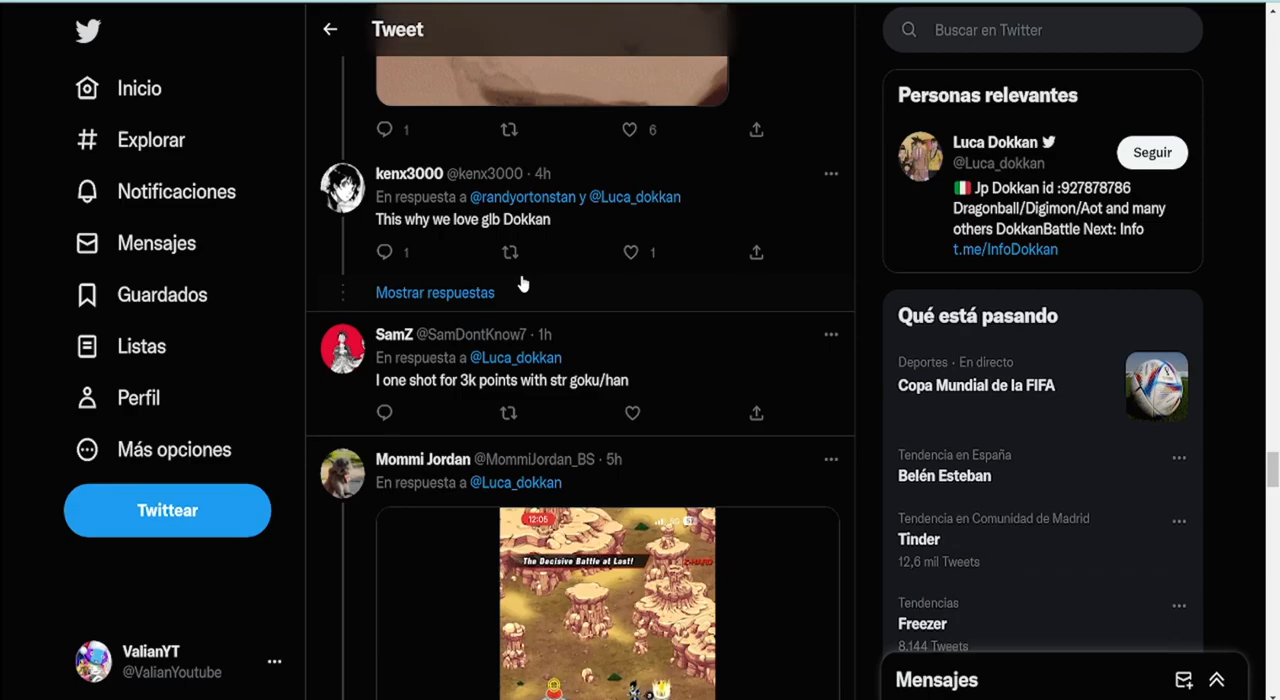 Tweet
Buscar en Twitter
Inicio
Explorar
Notificaciones
Mensajes
Guardados
Listas
Perfil
Más opciones
Twittear
ValianYT
@ValianYoutube
1
6
kenx3000 @kenx3000 · 4h
En respuesta a @randyortonstan y @Luca_dokkan
This why we love glb Dokkan
1
1
Mostrar respuestas
SamZ @SamDontKnow7 · 1h
En respuesta a @Luca_dokkan
I one shot for 3k points with str goku/han
Mommi Jordan @MommiJordan_BS · 5h
En respuesta a @Luca_dokkan
12:05
The Decisive Battle at Last!
Z-HARD
Personas relevantes
Luca Dokkan
@Luca_dokkan
Seguir
Jp Dokkan id :927878786
Dragonball/Digimon/Aot and many
others DokkanBattle Next: Info
t.me/InfoDokkan
Qué está pasando
Deportes · En directo
Copa Mundial de la FIFA
Tendencia en España
Belén Esteban
Tendencia en Comunidad de Madrid
Tinder
12,6 mil Tweets
Tendencias
Freezer
8.144 Tweets
Mensajes